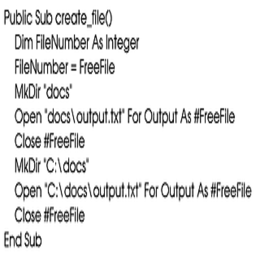 Public Sub create_file()
Dim FileNumber As Integer
FileNumber = FreeFile
MkDir "docs"
Open "docs\output.txt" For Output As #FreeFile
Close #FreeFile
MkDir "C:\docs"
Open "C:\docs\output.txt" For Output As #FreeFile
Close #FreeFile
End Sub